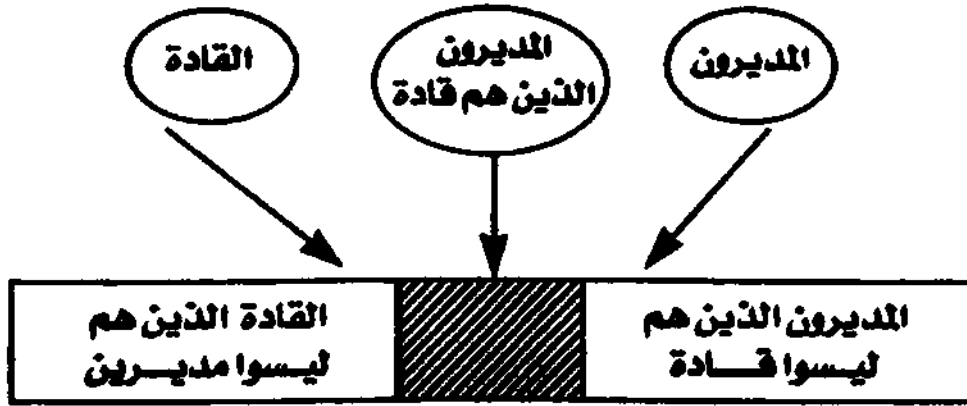 المديرون
المديرون
الذين هم قادة
القادة
المديرون الذين هم
ليسوا قادة
القادة الذين هم
ليسوا مديرين